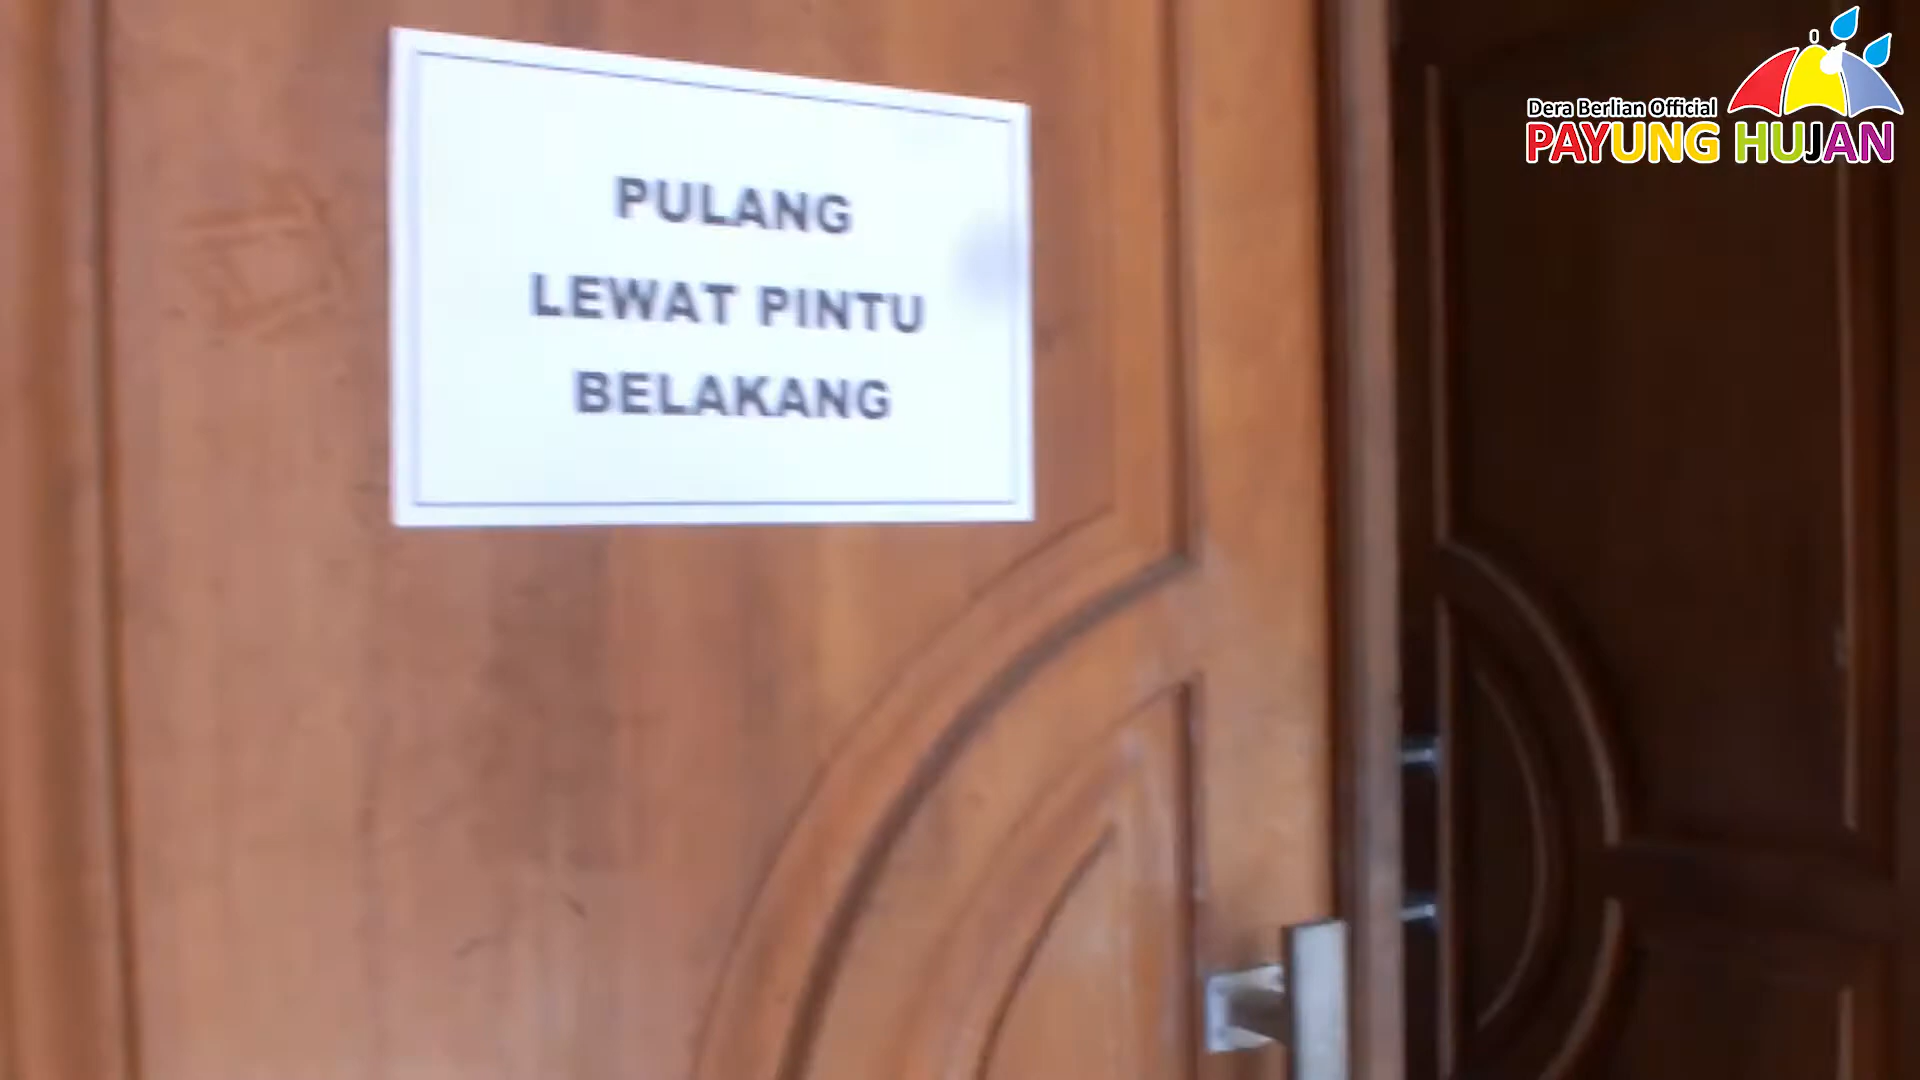 PULANG
LEWAT PINTU
BELAKANG
Dera Berlian Official
PAYUNG HUJAN